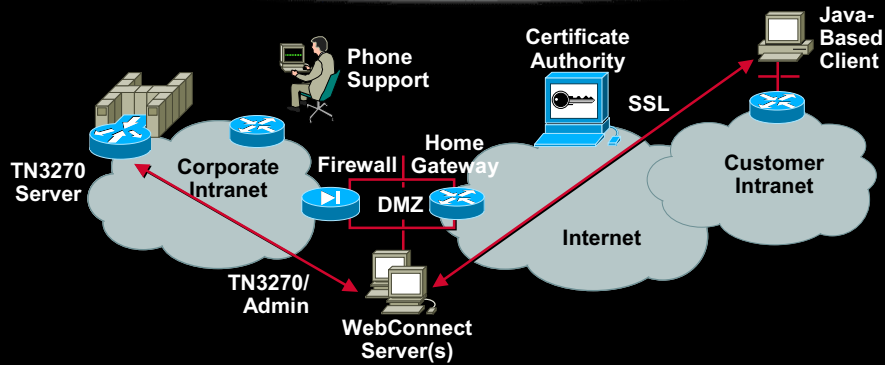 Java-
Based
Client
Certificate
Authority
Phone
Support
SSL
Home
Gateway
Firewall
TN3270
Server
Corporate
Intranet
Customer
Intranet
DMZ
Internet
TN3270/
Admin
WebConnect
Server(s)